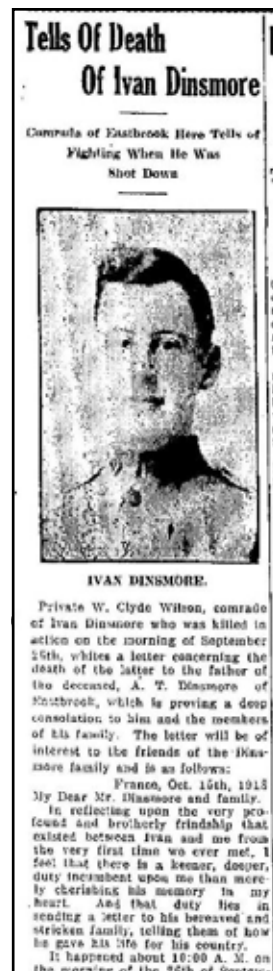 Tells Of Death
Of Ivan Dinsmore
Comrade of Eastbrook Here Tells of
Fighting When He Was
Shot Down
IVAN DINSMORE.
Private W. Clyde Wilson, comrade
of Ivan Dinsmore who was killed in
action on the morning of September
26th, whites a letter concerning the
death of the latter to the father of
the deceased, A. T. Dinsmore of
Eastbrook, which is proving a deep
consolation to him and the members
of his family. The letter will be of
interest to the friends of the Dins-
more family and is as follows:
France, Oct. 15th, 1918
My Dear Mr. Dinsmore and family.
In reflecting upon the very pro-
found and brotherly friendship that
existed between Ivan and me from
the very first time we ever met, I
feel that there is a keener, deeper,
duty incumbent upon me than mere-
ly cherishing his memory in my
heart. And that duty lies in
sending a letter to his bereaved and
stricken family, telling them of how
he gave his life for his country.
It happened about 10:00 A. M. on
the morning of the 26th of